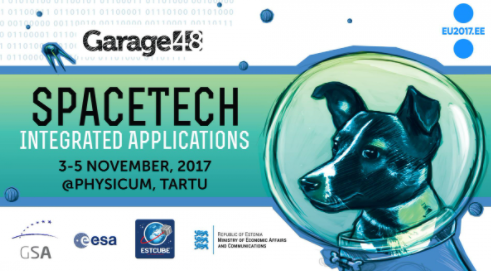 Garage48
EU2017.EE
SPACETECH
INTEGRATED APPLICATIONS
3-5 NOVEMBER, 2017
@PHYSICUM, TARTU
GSA
esa
ESTCUBE
REPUBLIC OF ESTONIA
MINISTRY OF ECONOMIC AFFAIRS
AND COMMUNICATIONS